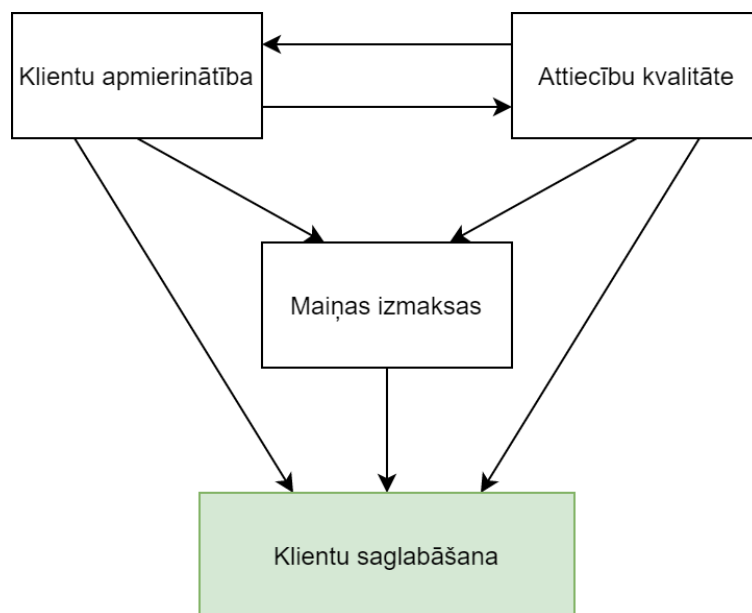 Klientu apmierinātība
Attiecību kvalitāte
Maiņas izmaksas
Klientu saglabāšana